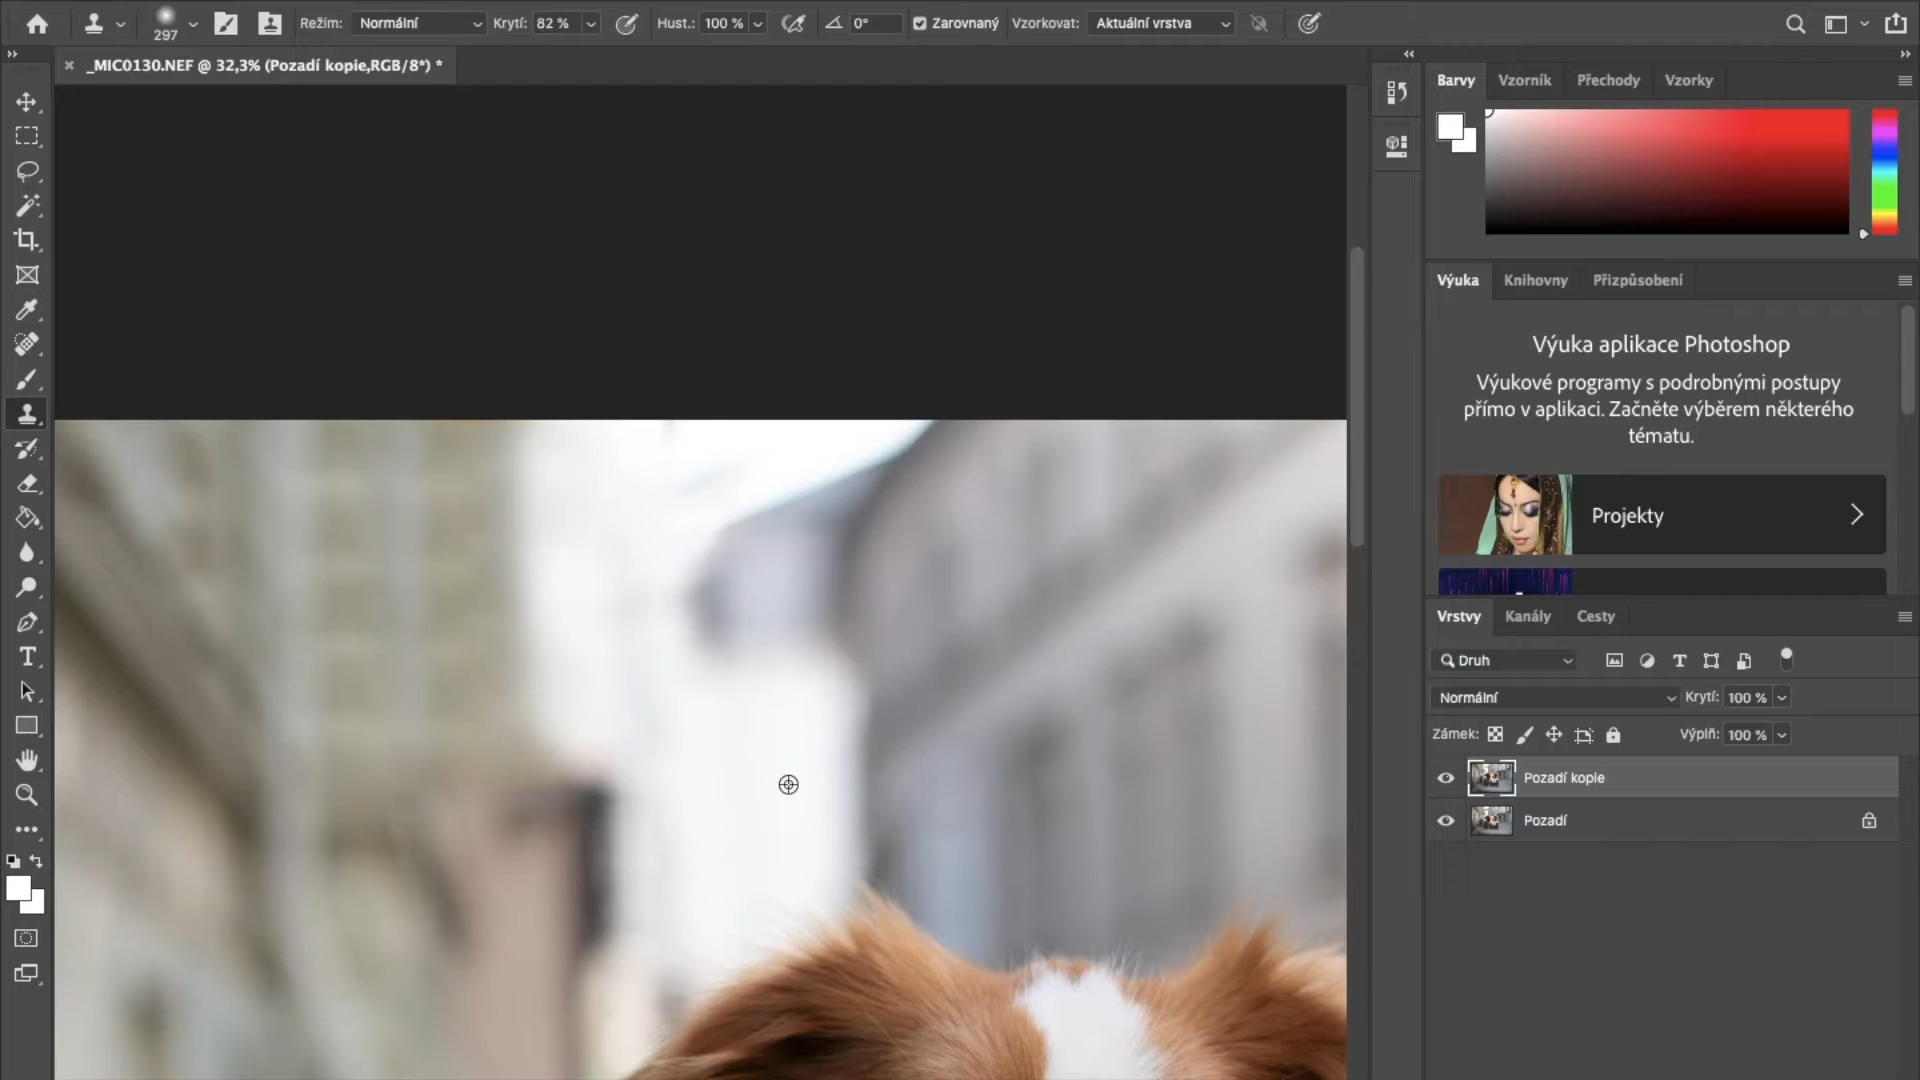 297
Režim:
Normální
Krytí:
82 %
Hust.:
100 %
0°
Zarovnaný
Vzorkovat:
Aktuální vrstva
_MIC0130.NEF @ 32,3% (Pozadí kopie,RGB/8*) *
Barvy
Vzorník
Přechody
Vzorky
Výuka
Knihovny
Přizpůsobení
Výuka aplikace Photoshop
Výukové programy s podrobnými postupy
přímo v aplikaci. Začněte výběrem některého
tématu.
Projekty
Vrstvy
Kanály
Cesty
Druh
Normální
Krytí:
100 %
Zámek:
Výplň:
100 %
Pozadí kopie
Pozadí